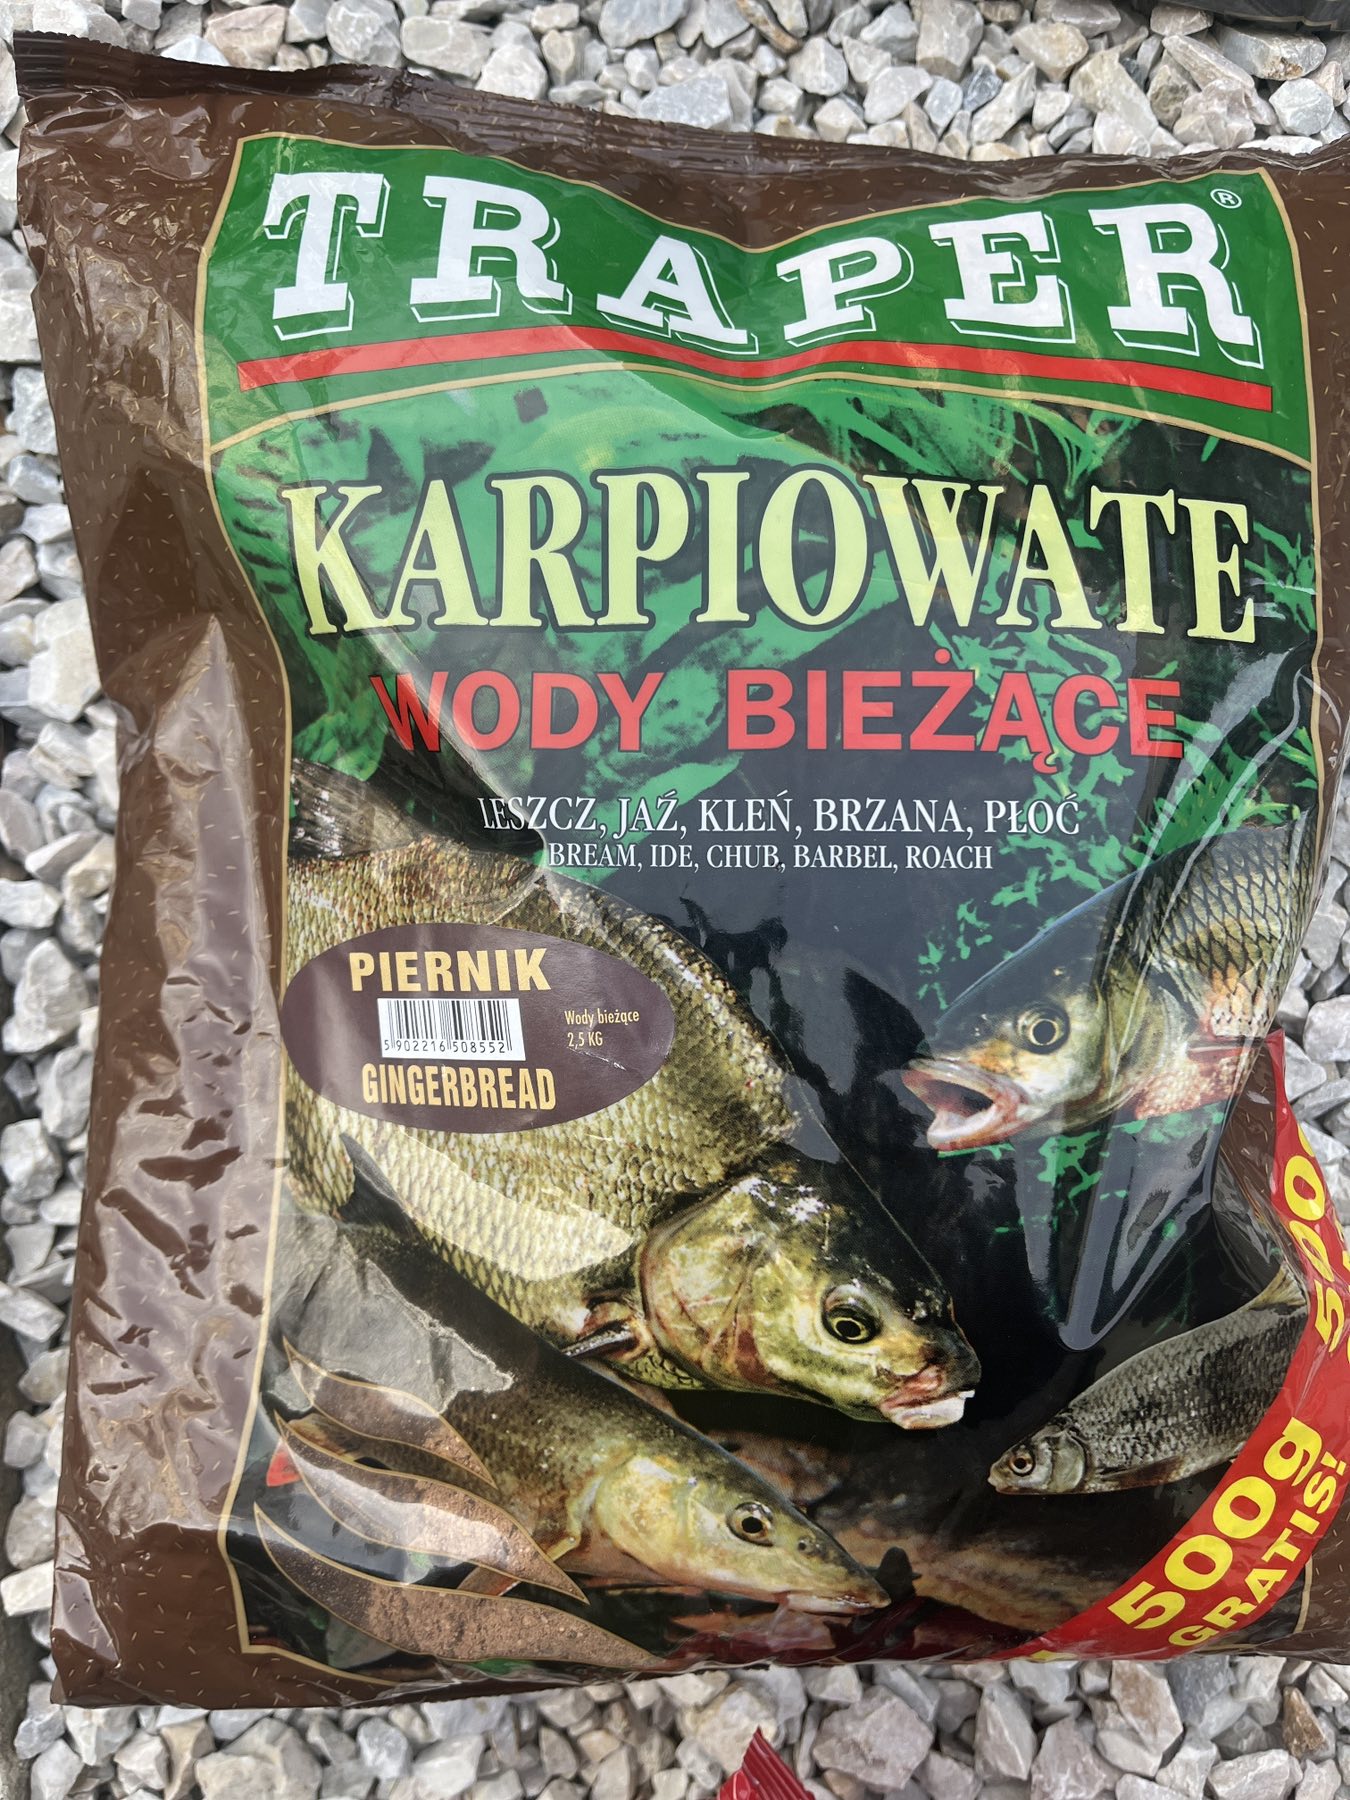 TRAPER®
KARPIOWATE
WODY BIEŻĄCE
LESZCZ, JAŹ, KLEŃ, BRZANA, PŁOĆ
BREAM, IDE, CHUB, BARBEL, ROACH
PIERNIK
Wody bieżące
2,5 KG
5 902216 508552
GINGERBREAD
500g
GRATIS!
500